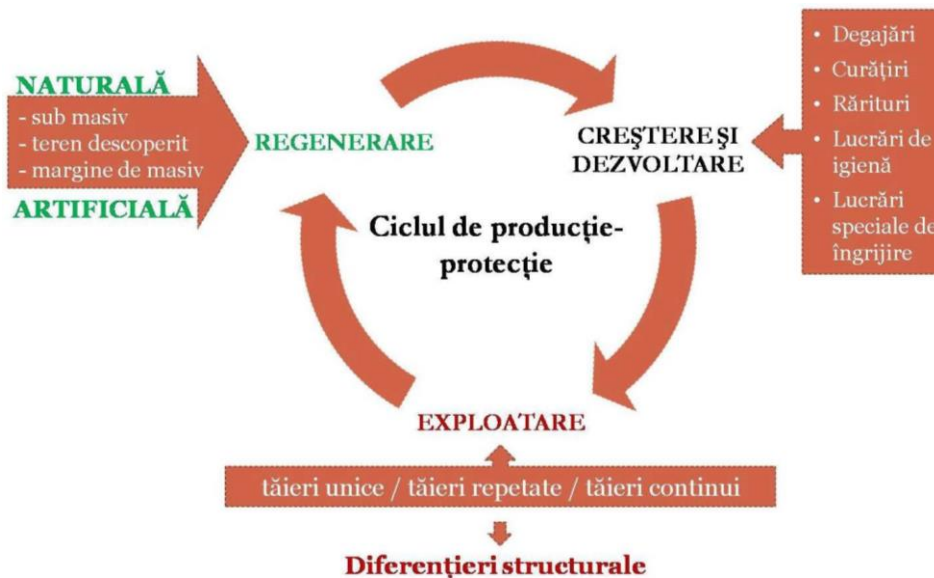 NATURALĂ
- sub masiv
- teren descoperit
- margine de masiv
ARTIFICIALĂ
REGENERARE
CREŞTERE ŞI
DEZVOLTARE
• Degajări
• Curățiri
• Rărituri
• Lucrări de
igienă
• Lucrări
speciale de
îngrijire
Ciclul de producție-
protecție
EXPLOATARE
tăieri unice / tăieri repetate / tăieri continui
Diferențieri structurale